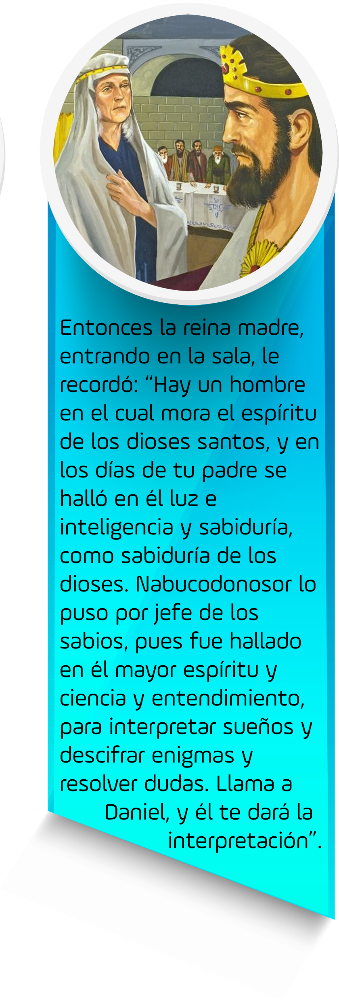 Entonces la reina madre,
entrando en la sala, le
recordó: “Hay un hombre
en el cual mora el espíritu
de los dioses santos, y en
los días de tu padre se
halló en él luz e
inteligencia y sabiduría,
como sabiduría de los
dioses. Nabucodonosor lo
puso por jefe de los
sabios, pues fue hallado
en él mayor espíritu y
ciencia y entendimiento,
para interpretar sueños y
descifrar enigmas y
resolver dudas. Llama a
Daniel, y él te dará la
interpretación”.